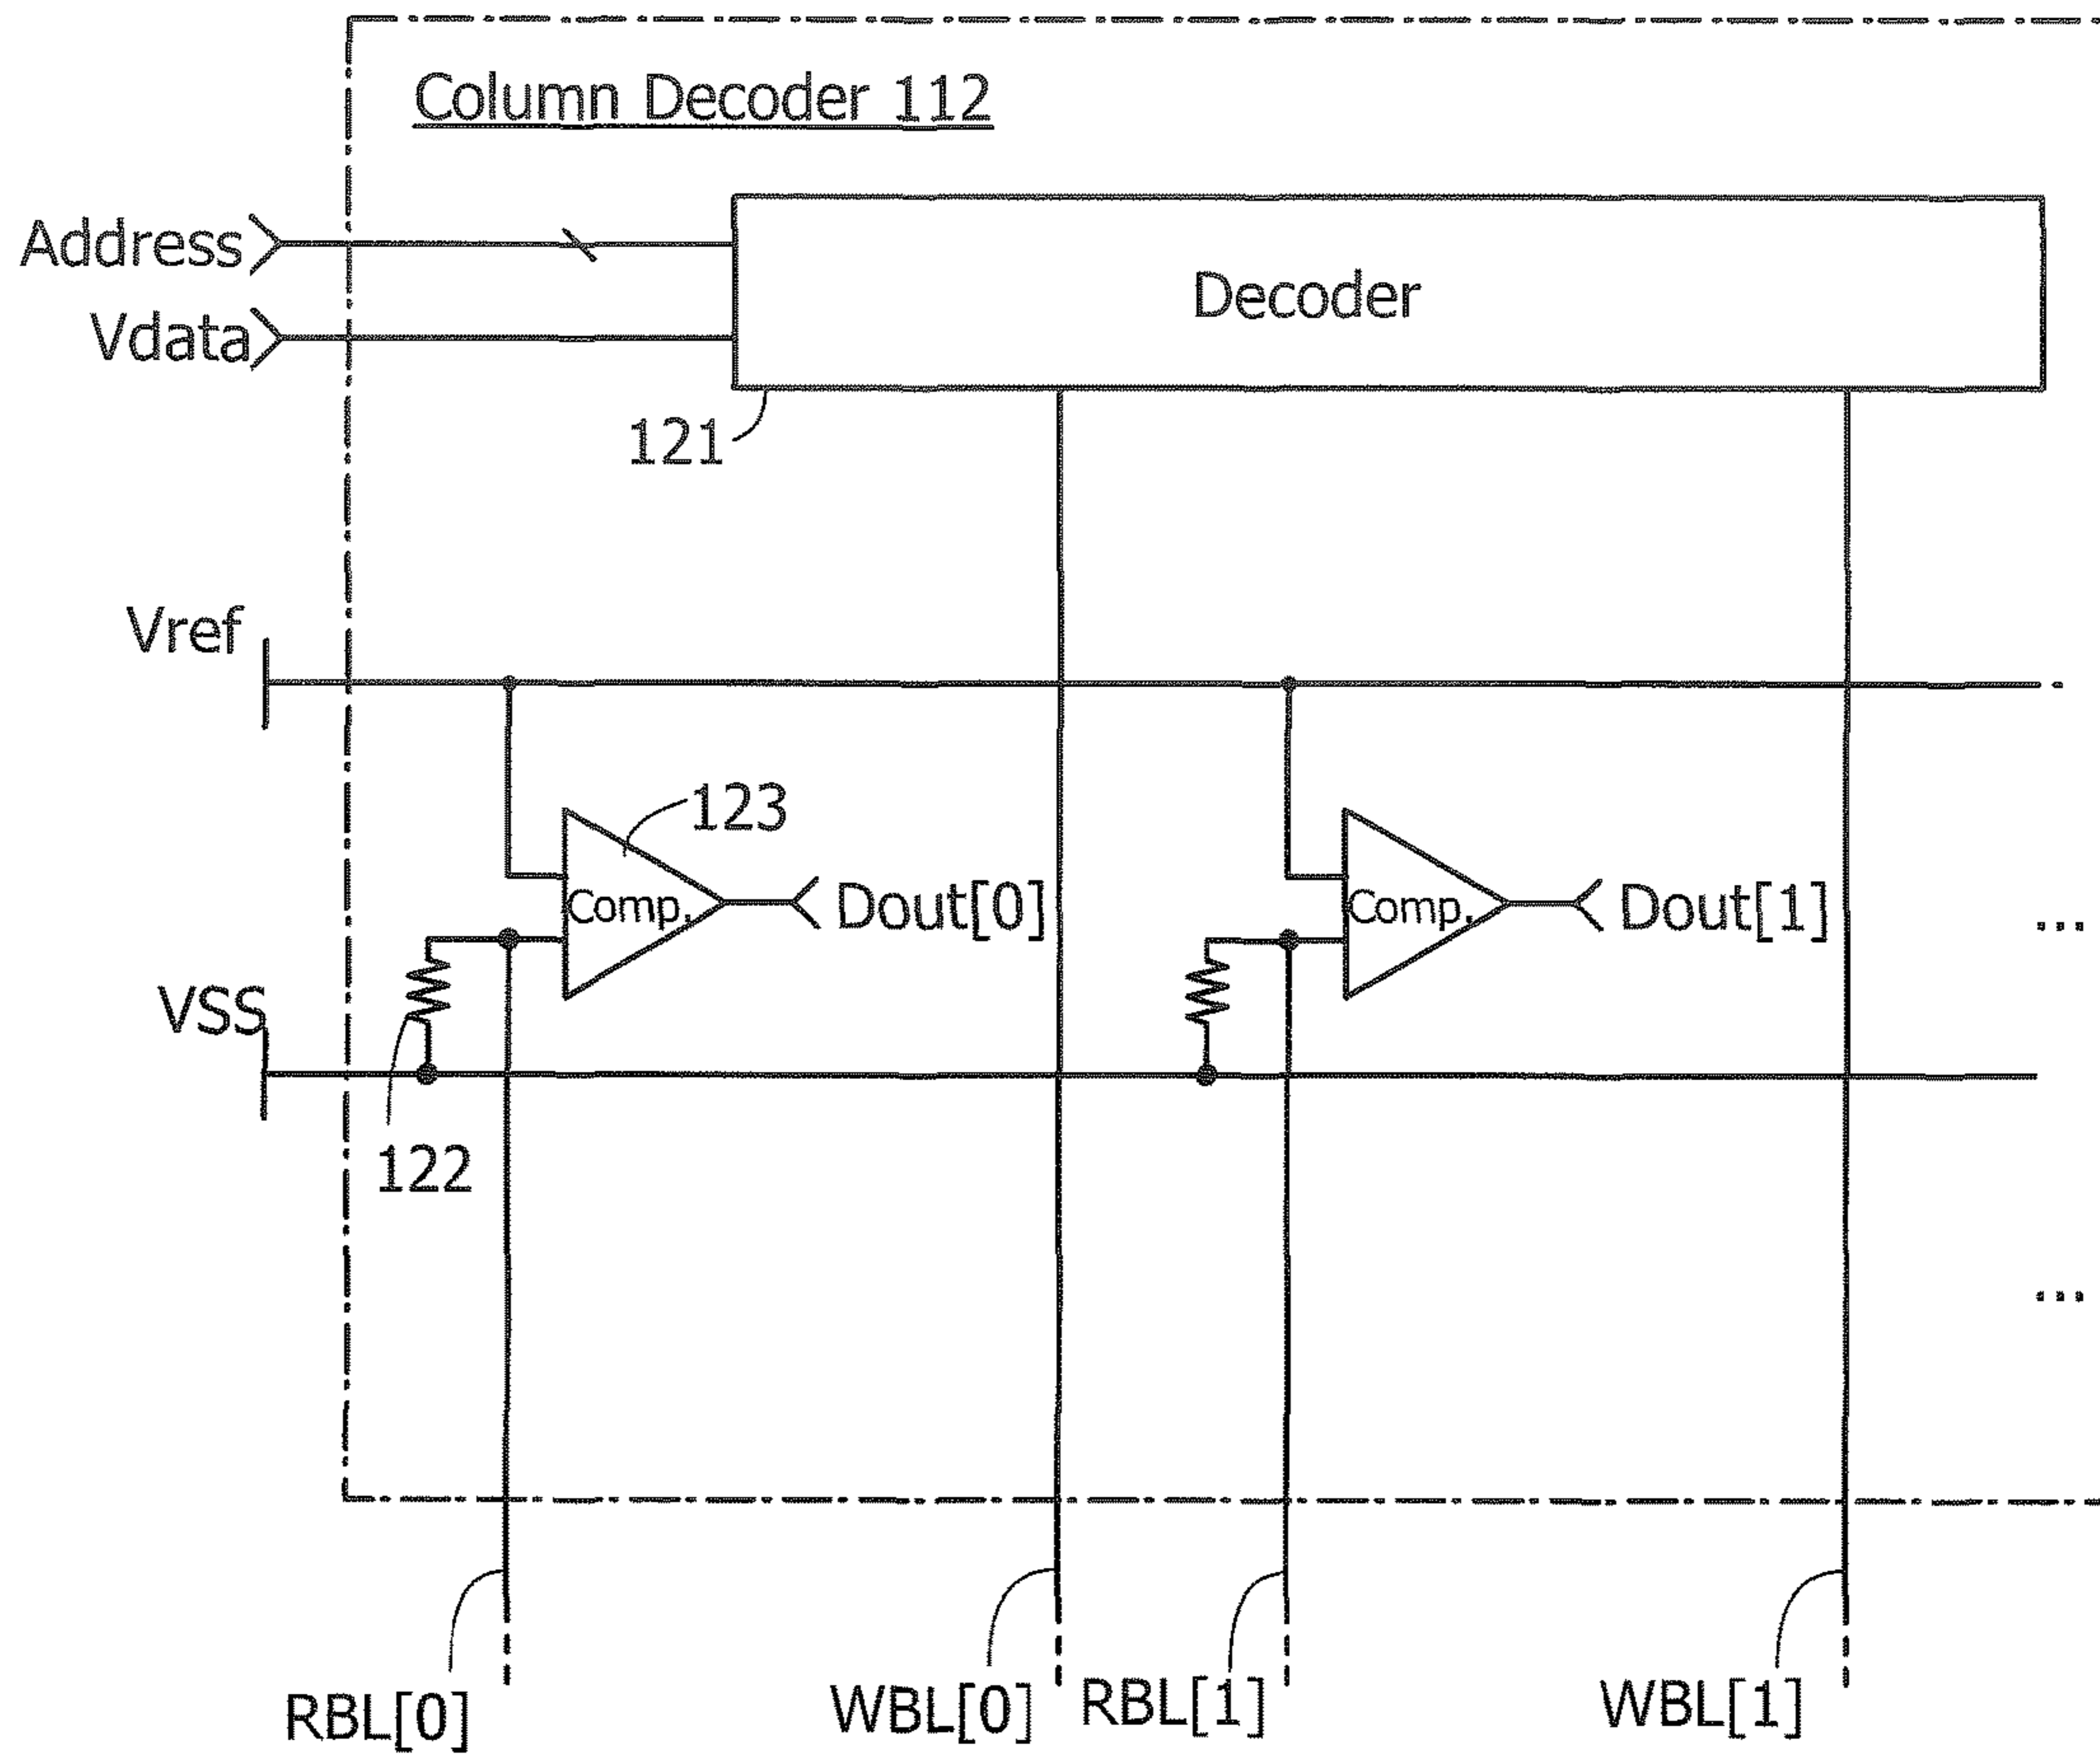 Column Decoder 112
Address
Decoder
Vdata
121
Vref
123
Comp.
Dout[0]
Comp.
Dout[1]
...
VSS
122
...
RBL[0]
WBL[0]
RBL[1]
WBL[1]